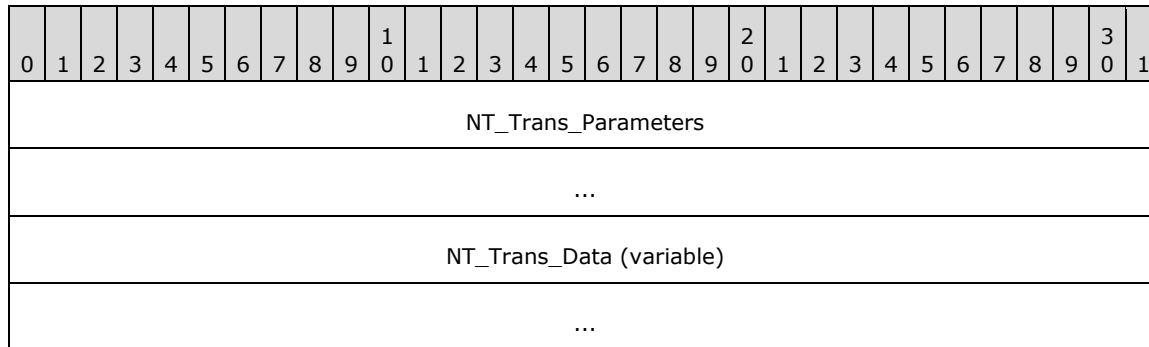 0 1 2 3 4 5 6 7 8 9 1 0 1 2 3 4 5 6 7 8 9 2 0 1 2 3 4 5 6 7 8 9 3 0 1
NT_Trans_Parameters
...
NT_Trans_Data (variable)
...